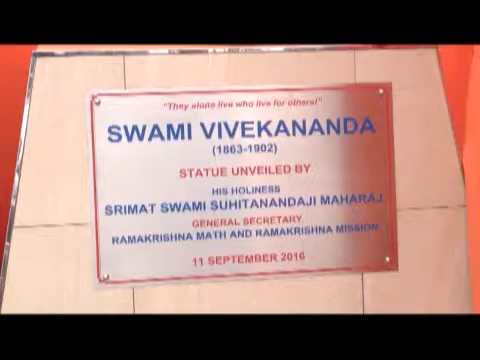 "They alone live who live for others!"
SWAMI VIVEKANANDA
(1863-1902)
STATUE UNVEILED BY
HIS HOLINESS
SRIMAT SWAMI SUHITANANDAJI MAHARAJ
GENERAL SECRETARY
RAMAKRISHNA MATH AND RAMAKRISHNA MISSION
11 SEPTEMBER 2016